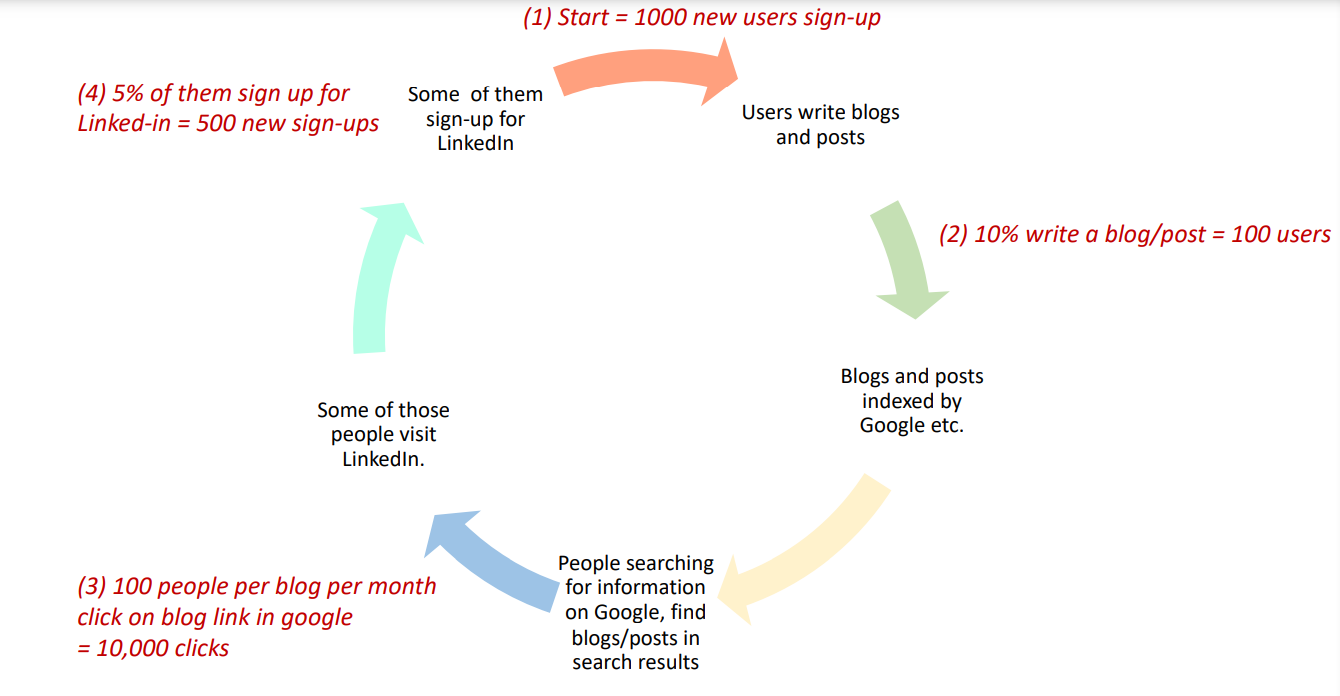 (1) Start = 1000 new users sign-up
(4) 5% of them sign up for
Linked-in = 500 new sign-ups
Some of them
sign-up for
LinkedIn
Users write blogs
and posts
(2) 10% write a blog/post = 100 users
Blogs and posts
indexed by
Google etc.
Some of those
people visit
LinkedIn.
People searching
for information
on Google, find
blogs/posts in
search results
(3) 100 people per blog per month
click on blog link in google
= 10,000 clicks